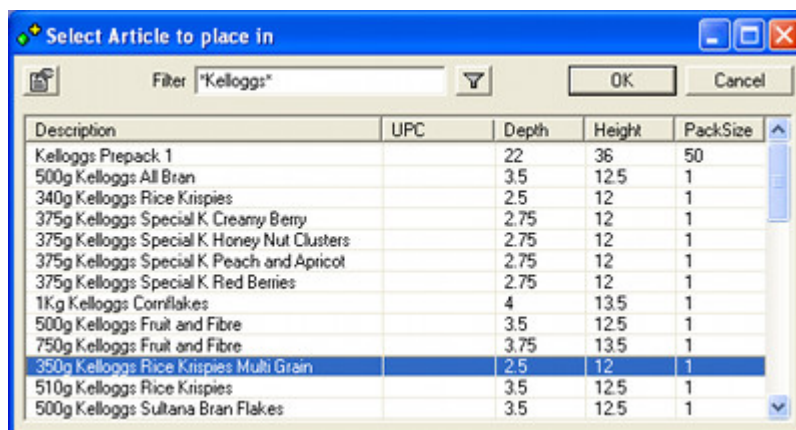 Select Article to place in
Filter *Kelloggs* OK Cancel
Description UPC Depth Height PackSize
Kelloggs Prepack 1 22 36 50
500g Kelloggs All Bran 3.5 12.5 1
340g Kelloggs Rice Krispies 2.5 12 1
375g Kelloggs Special K Creamy Berry 2.75 12 1
375g Kelloggs Special K Honey Nut Clusters 2.75 12 1
375g Kelloggs Special K Peach and Apricot 2.75 12 1
375g Kelloggs Special K Red Berries 2.75 12 1
1Kg Kelloggs Cornflakes 4 13.5 1
500g Kelloggs Fruit and Fibre 3.5 12.5 1
750g Kelloggs Fruit and Fibre 3.75 13.5 1
350g Kelloggs Rice Krispies Multi Grain 2.5 12 1
510g Kelloggs Rice Krispies 3.5 12.5 1
500g Kelloggs Sultana Bran Flakes 3.5 12.5 1